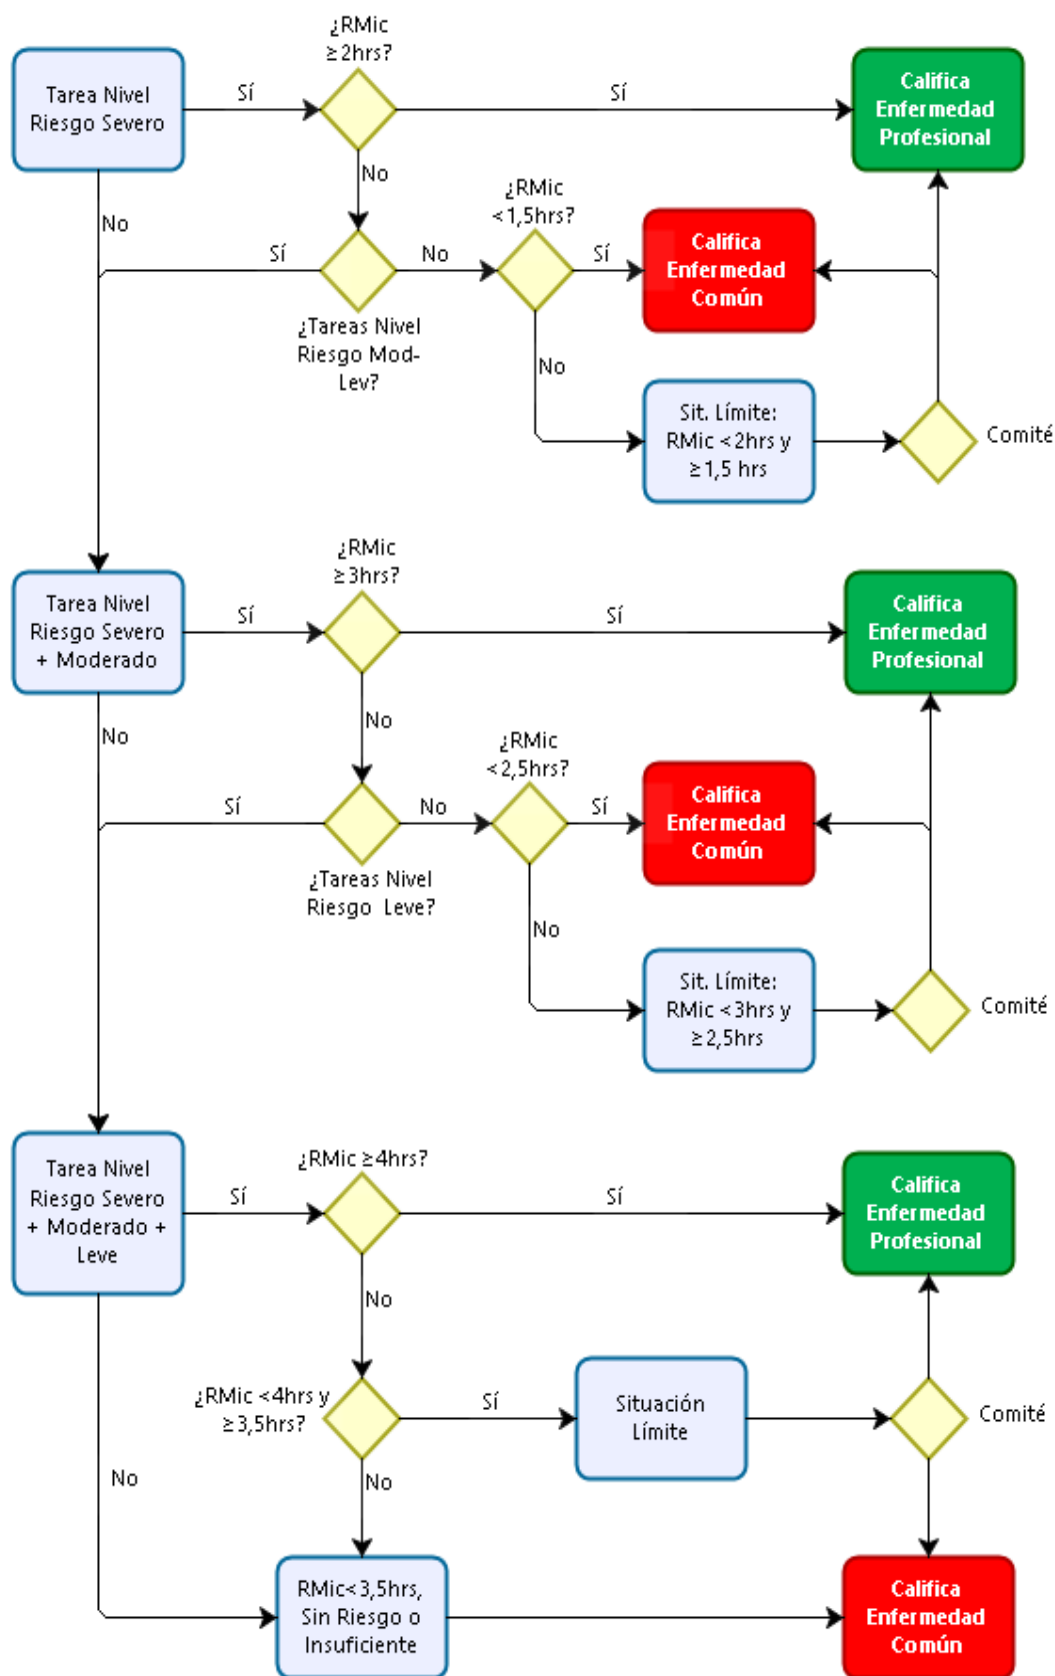 ¿RMic
≥2hrs?
Tarea Nivel
Riesgo Severo
Sí
Sí
Califica
Enfermedad
Profesional
No
No
¿RMic
<1,5hrs?
Sí
No
Sí
Califica
Enfermedad
Común
¿Tareas Nivel
Riesgo Mod-
Lev?
No
Sit. Límite:
RMic <2hrs y
≥1,5 hrs
Comité
¿RMic
≥3hrs?
Tarea Nivel
Riesgo Severo
+ Moderado
Sí
Sí
Califica
Enfermedad
Profesional
No
No
¿RMic
<2,5hrs?
Sí
No
Sí
Califica
Enfermedad
Común
¿Tareas Nivel
Riesgo Leve?
No
Sit. Límite:
RMic <3hrs y
≥2,5hrs
Comité
¿RMic ≥4hrs?
Tarea Nivel
Riesgo Severo
+ Moderado +
Leve
Sí
Sí
Califica
Enfermedad
Profesional
No
¿RMic <4hrs y
≥3,5hrs?
Sí
Situación
Límite
Comité
No
No
RMic<3,5hrs,
Sin Riesgo o
Insuficiente
Califica
Enfermedad
Común